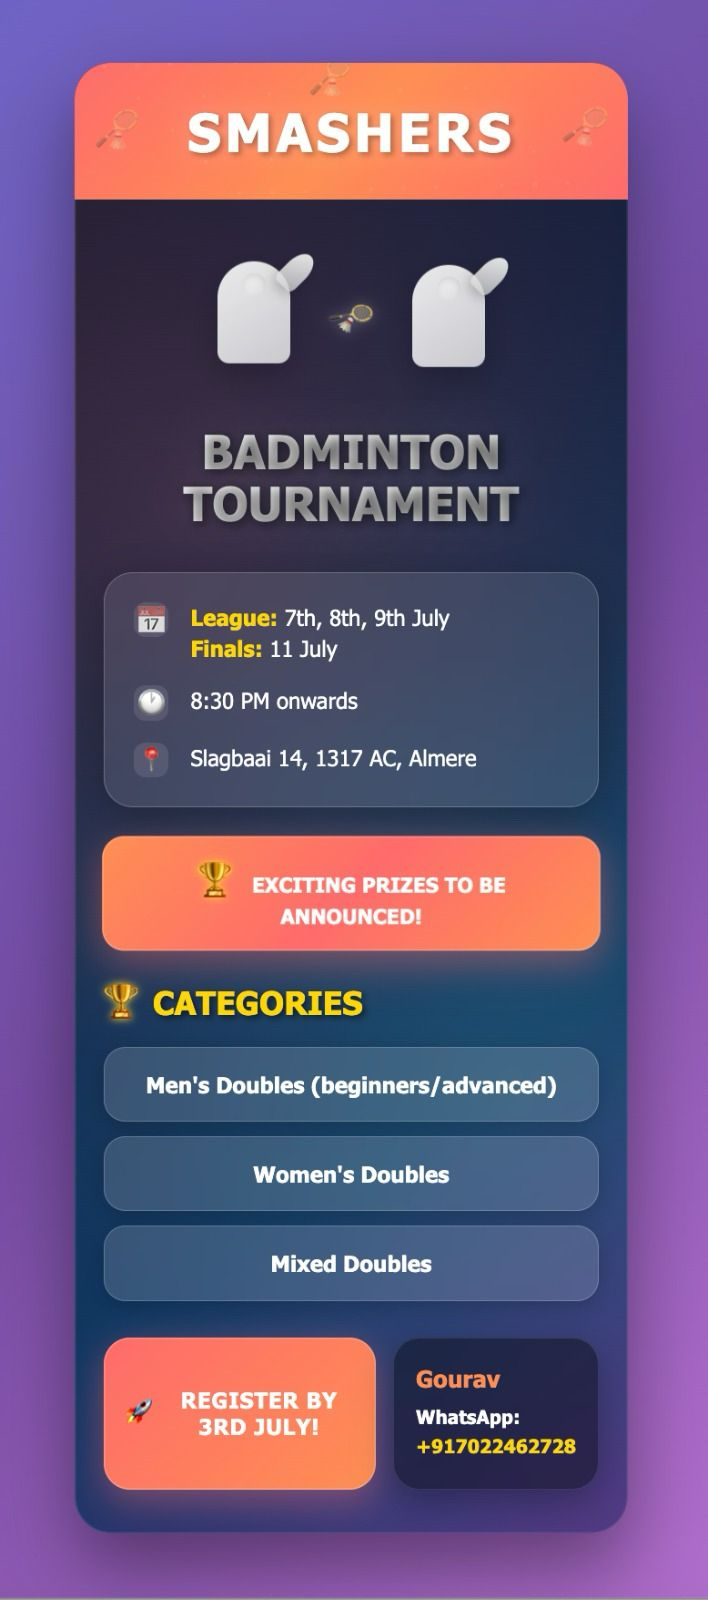 SMASHERS
BADMINTON
TOURNAMENT
JUL
17
League: 7th, 8th, 9th July
Finals: 11 July
8:30 PM onwards
Slagbaai 14, 1317 AC, Almere
EXCITING PRIZES TO BE
ANNOUNCED!
CATEGORIES
Men's Doubles (beginners/advanced)
Women's Doubles
Mixed Doubles
REGISTER BY
3RD JULY!
Gourav
WhatsApp:
+917022462728